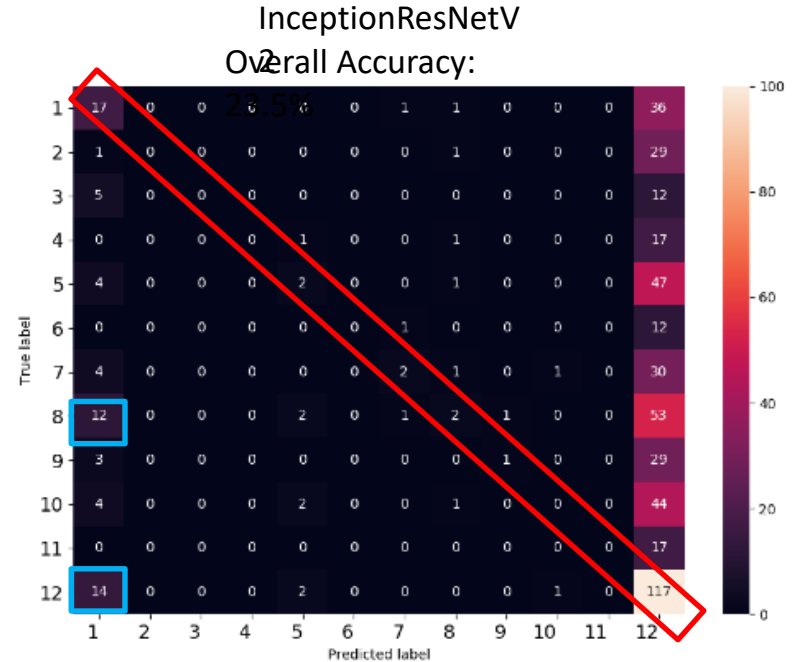 InceptionResNetV
2
Overall Accuracy:
1 17 0 0 0 1 1 0 0 0 36
2 1 0 0 0 0 0 0 1 0 0 0 29
3 5 0 0 0 0 0 0 0 0 0 0 12
4 0 0 0 0 1 0 0 1 0 0 0 17
5 4 0 0 0 2 0 0 1 0 0 0 47
6 0 0 0 0 0 0 1 0 0 0 0 12
7 4 0 0 0 0 0 2 1 0 1 0 30
8 12 0 0 0 2 0 1 2 1 0 0 53
9 3 0 0 0 0 0 0 0 1 0 0 29
10 4 0 0 0 2 0 0 1 0 0 0 44
11 0 0 0 0 0 0 0 0 0 0 0 17
12 14 0 0 0 2 0 0 0 0 1 0 117
1 2 3 4 5 6 7 8 9 10 11 12
Predicted label
True label
100
80
60
40
20
0